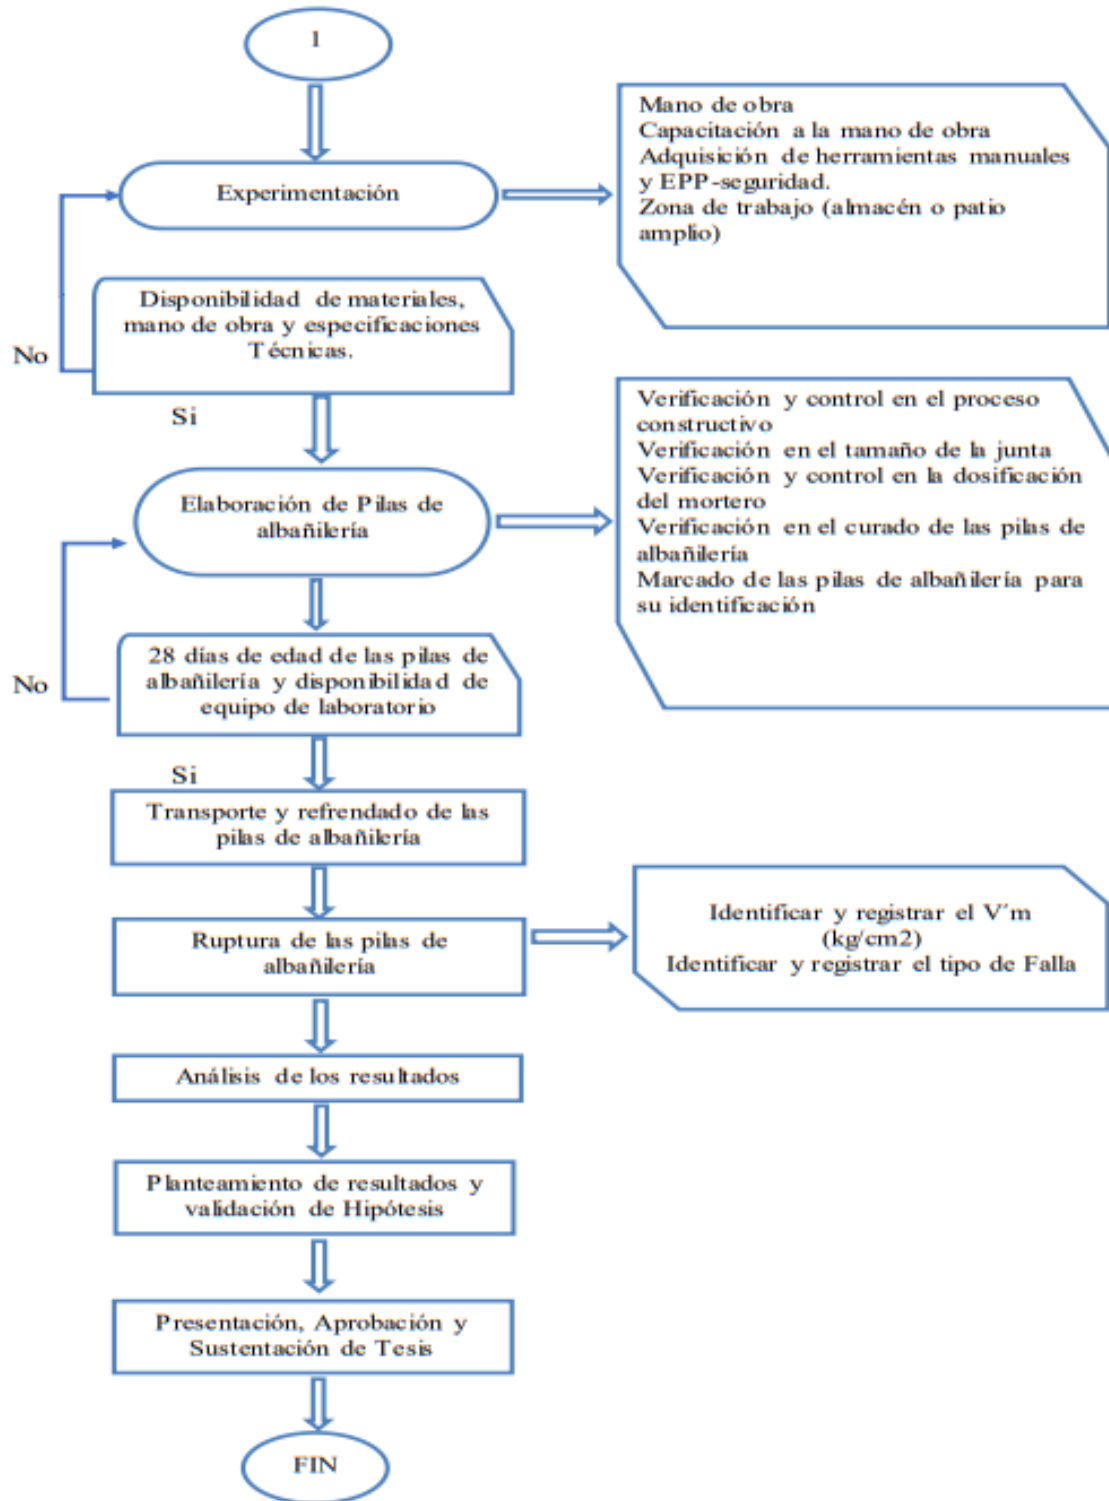 1
Experimentación
Mano de obra
Capacitación a la mano de obra
Adquisición de herramientas manuales
y EPP-seguridad.
Zona de trabajo (almacén o patio
amplio)
Disponibilidad de materiales,
mano de obra y especificaciones
Técnicas.
No
Si
Elaboración de Pilas de
albañilería
Verificación y control en el proceso
constructivo
Verificación en el tamaño de la junta
Verificación y control en la dosificación
del mortero
Verificación en el curado de las pilas de
albañilería
Marcado de las pilas de albañilería para
su identificación
28 días de edad de las pilas de
albañilería y disponibilidad de
equipo de laboratorio
No
Si
Transporte y refrendado de las
pilas de albañilería
Ruptura de las pilas de
albañilería
Identificar y registrar el V´m
(kg/cm2)
Identificar y registrar el tipo de Falla
Análisis de los resultados
Planteamiento de resultados y
validación de Hipótesis
Presentación, Aprobación y
Sustentación de Tesis
FIN